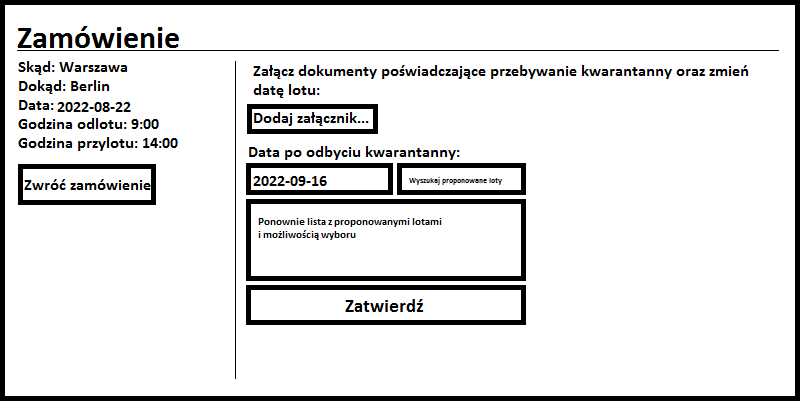 Zamówienie
Skąd: Warszawa
Dokąd: Berlin
Data: 2022-08-22
Godzina odlotu: 9:00
Godzina przylotu: 14:00
Zwróć zamówienie
Załącz dokumenty poświadczające przebywanie kwarantanny oraz zmień
datę lotu:
Dodaj załącznik...
Data po odbyciu kwarantanny:
2022-09-16
Wyszukaj proponowane loty
Ponownie lista z proponowanymi lotami
i możliwością wyboru
Zatwierdź